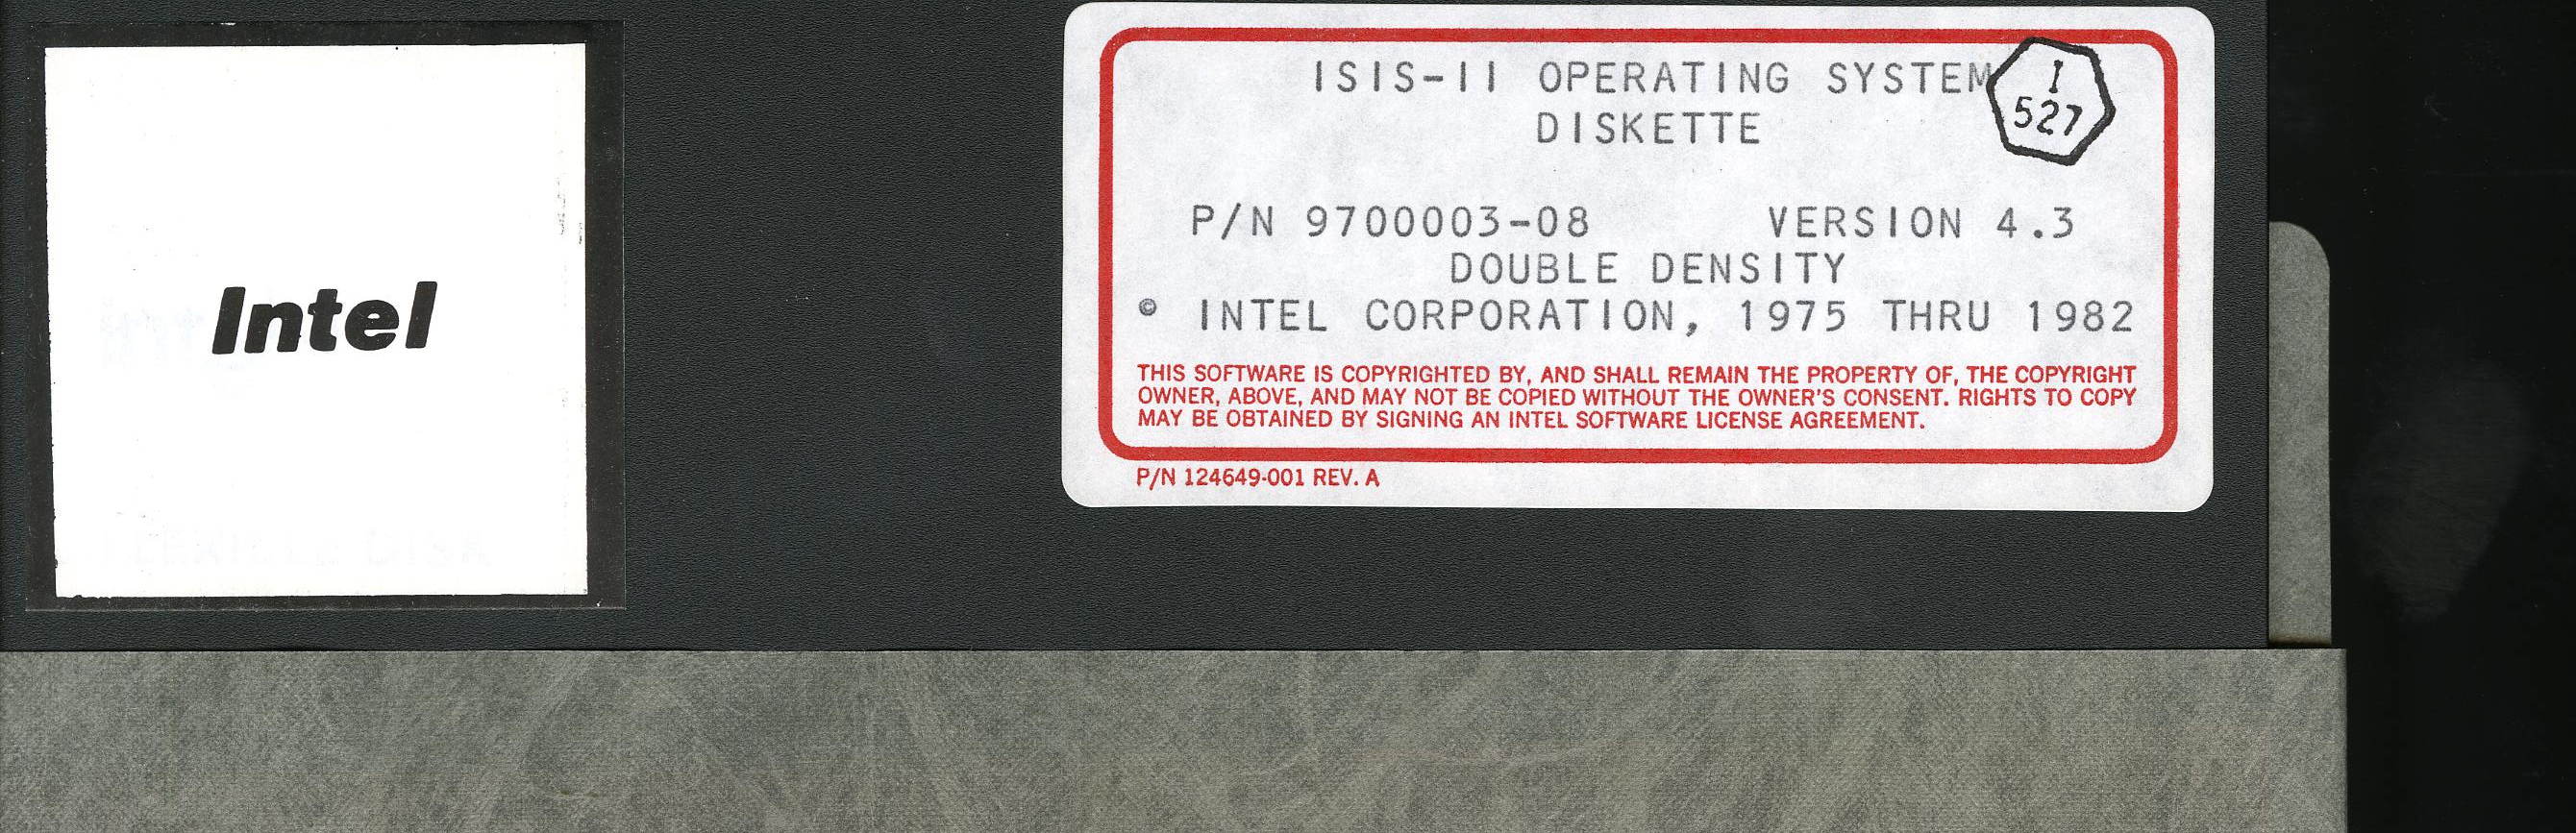 Intel
ISIS-II OPERATING SYSTEM
DISKETTE
I
527
P/N 9700003-08 VERSION 4.3
DOUBLE DENSITY
© INTEL CORPORATION, 1975 THRU 1982
THIS SOFTWARE IS COPYRIGHTED BY, AND SHALL REMAIN THE PROPERTY OF, THE COPYRIGHT
OWNER, ABOVE, AND MAY NOT BE COPIED WITHOUT THE OWNER'S CONSENT. RIGHTS TO COPY
MAY BE OBTAINED BY SIGNING AN INTEL SOFTWARE LICENSE AGREEMENT.
P/N 124649-001 REV. A